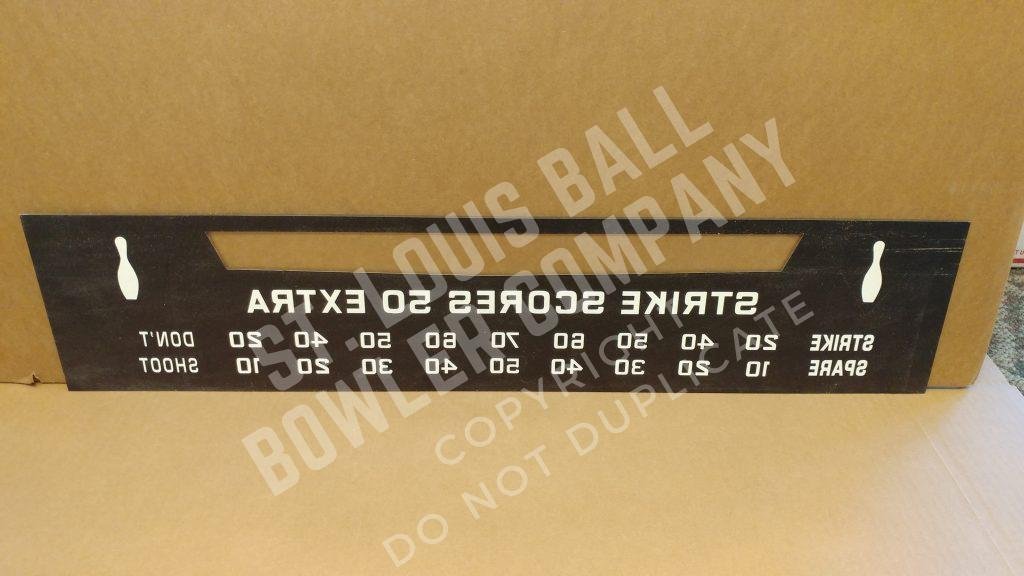 STRIKE SCORES 50 EXTRA
STRIKE 20 40 50 60 70 60 50 40 20 DON'T
SPARE 10 20 30 40 50 40 30 20 10 SHOOT
ST. LOUIS BALL
BOWLER COMPANY
COPYRIGHT
DO NOT DUPLICATE